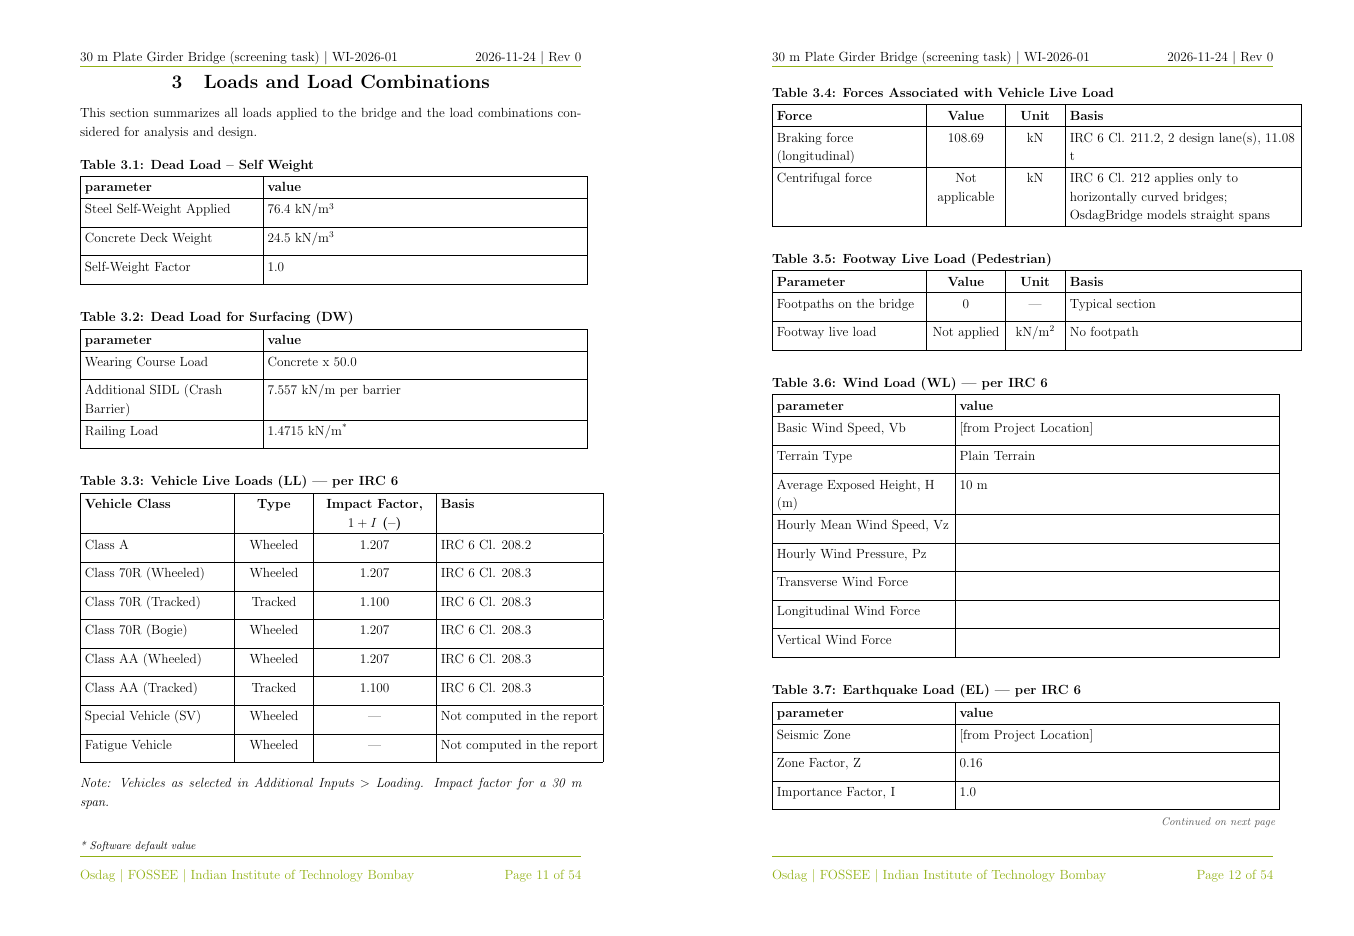 30 m Plate Girder Bridge (screening task) | WI-2026-01 2026-11-24 | Rev 0
3 Loads and Load Combinations
This section summarizes all loads applied to the bridge and the load combinations con-
sidered for analysis and design.
Table 3.1: Dead Load – Self Weight
parameter value
Steel Self-Weight Applied 76.4 kN/m³
Concrete Deck Weight 24.5 kN/m³
Self-Weight Factor 1.0
Table 3.2: Dead Load for Surfacing (DW)
parameter value
Wearing Course Load Concrete x 50.0
Additional SIDL (Crash 7.557 kN/m per barrier
Barrier)
Railing Load 1.4715 kN/m*
Table 3.3: Vehicle Live Loads (LL) — per IRC 6
Vehicle Class Type Impact Factor, Basis
1 + I (–)
Class A Wheeled 1.207 IRC 6 Cl. 208.2
Class 70R (Wheeled) Wheeled 1.207 IRC 6 Cl. 208.3
Class 70R (Tracked) Tracked 1.100 IRC 6 Cl. 208.3
Class 70R (Bogie) Wheeled 1.207 IRC 6 Cl. 208.3
Class AA (Wheeled) Wheeled 1.207 IRC 6 Cl. 208.3
Class AA (Tracked) Tracked 1.100 IRC 6 Cl. 208.3
Special Vehicle (SV) Wheeled — Not computed in the report
Fatigue Vehicle Wheeled — Not computed in the report
Note: Vehicles as selected in Additional Inputs > Loading. Impact factor for a 30 m
span.
* Software default value
Osdag | FOSSEE | Indian Institute of Technology Bombay Page 11 of 54
30 m Plate Girder Bridge (screening task) | WI-2026-01 2026-11-24 | Rev 0
Table 3.4: Forces Associated with Vehicle Live Load
Force Value Unit Basis
Braking force 108.69 kN IRC 6 Cl. 211.2, 2 design lane(s), 11.08
(longitudinal) t
Centrifugal force Not kN IRC 6 Cl. 212 applies only to
applicable horizontally curved bridges;
OsdagBridge models straight spans
Table 3.5: Footway Live Load (Pedestrian)
Parameter Value Unit Basis
Footpaths on the bridge 0 — Typical section
Footway live load Not applied kN/m² No footpath
Table 3.6: Wind Load (WL) — per IRC 6
parameter value
Basic Wind Speed, Vb [from Project Location]
Terrain Type Plain Terrain
Average Exposed Height, H 10 m
(m)
Hourly Mean Wind Speed, Vz
Hourly Wind Pressure, Pz
Transverse Wind Force
Longitudinal Wind Force
Vertical Wind Force
Table 3.7: Earthquake Load (EL) — per IRC 6
parameter value
Seismic Zone [from Project Location]
Zone Factor, Z 0.16
Importance Factor, I 1.0
Continued on next page
Osdag | FOSSEE | Indian Institute of Technology Bombay Page 12 of 54